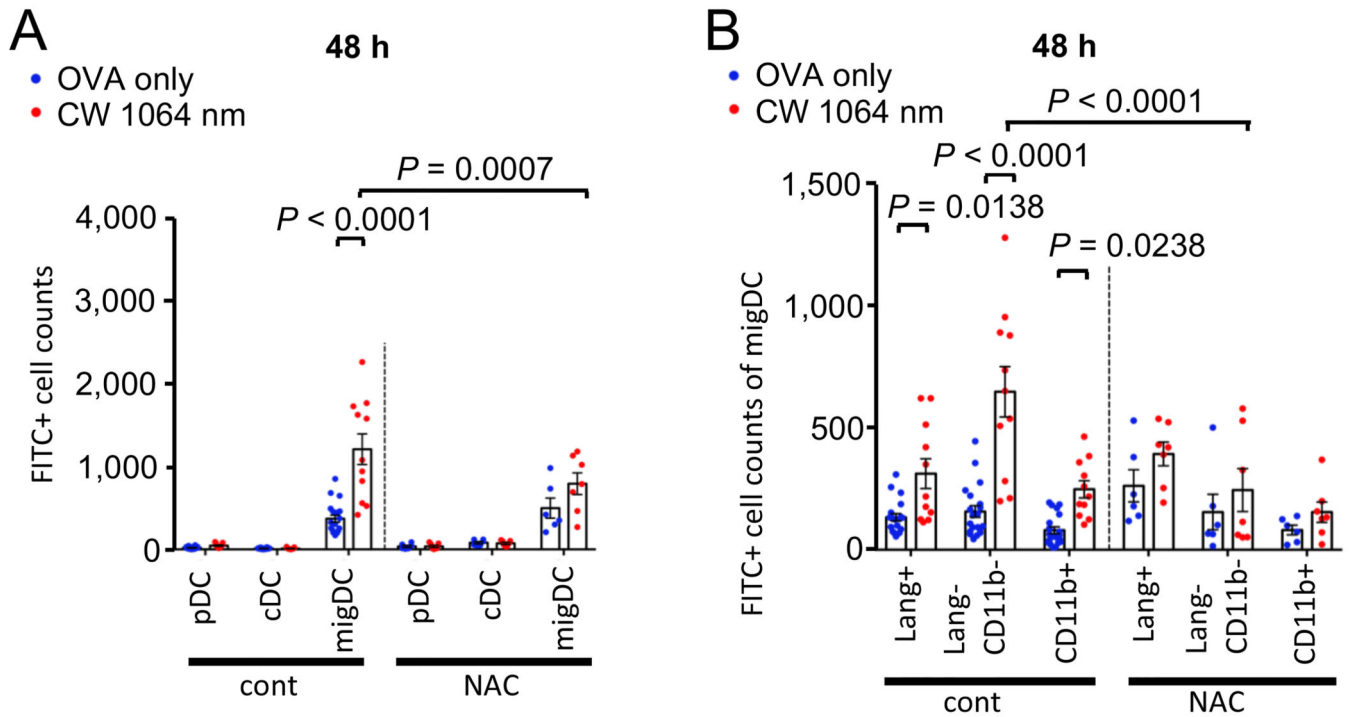 A
48 h
OVA only
CW 1064 nm
P = 0.0007
P < 0.0001
FITC+ cell counts
4,000
3,000
2,000
1,000
0
pDC
cDC
migDC
pDC
cDC
migDC
cont
NAC
B
48 h
OVA only
CW 1064 nm
P < 0.0001
P < 0.0001
P = 0.0138
P = 0.0238
FITC+ cell counts of migDC
1,500
1,000
500
0
Lang+
Lang-
CD11b-
CD11b+
Lang+
Lang-
CD11b-
CD11b+
cont
NAC